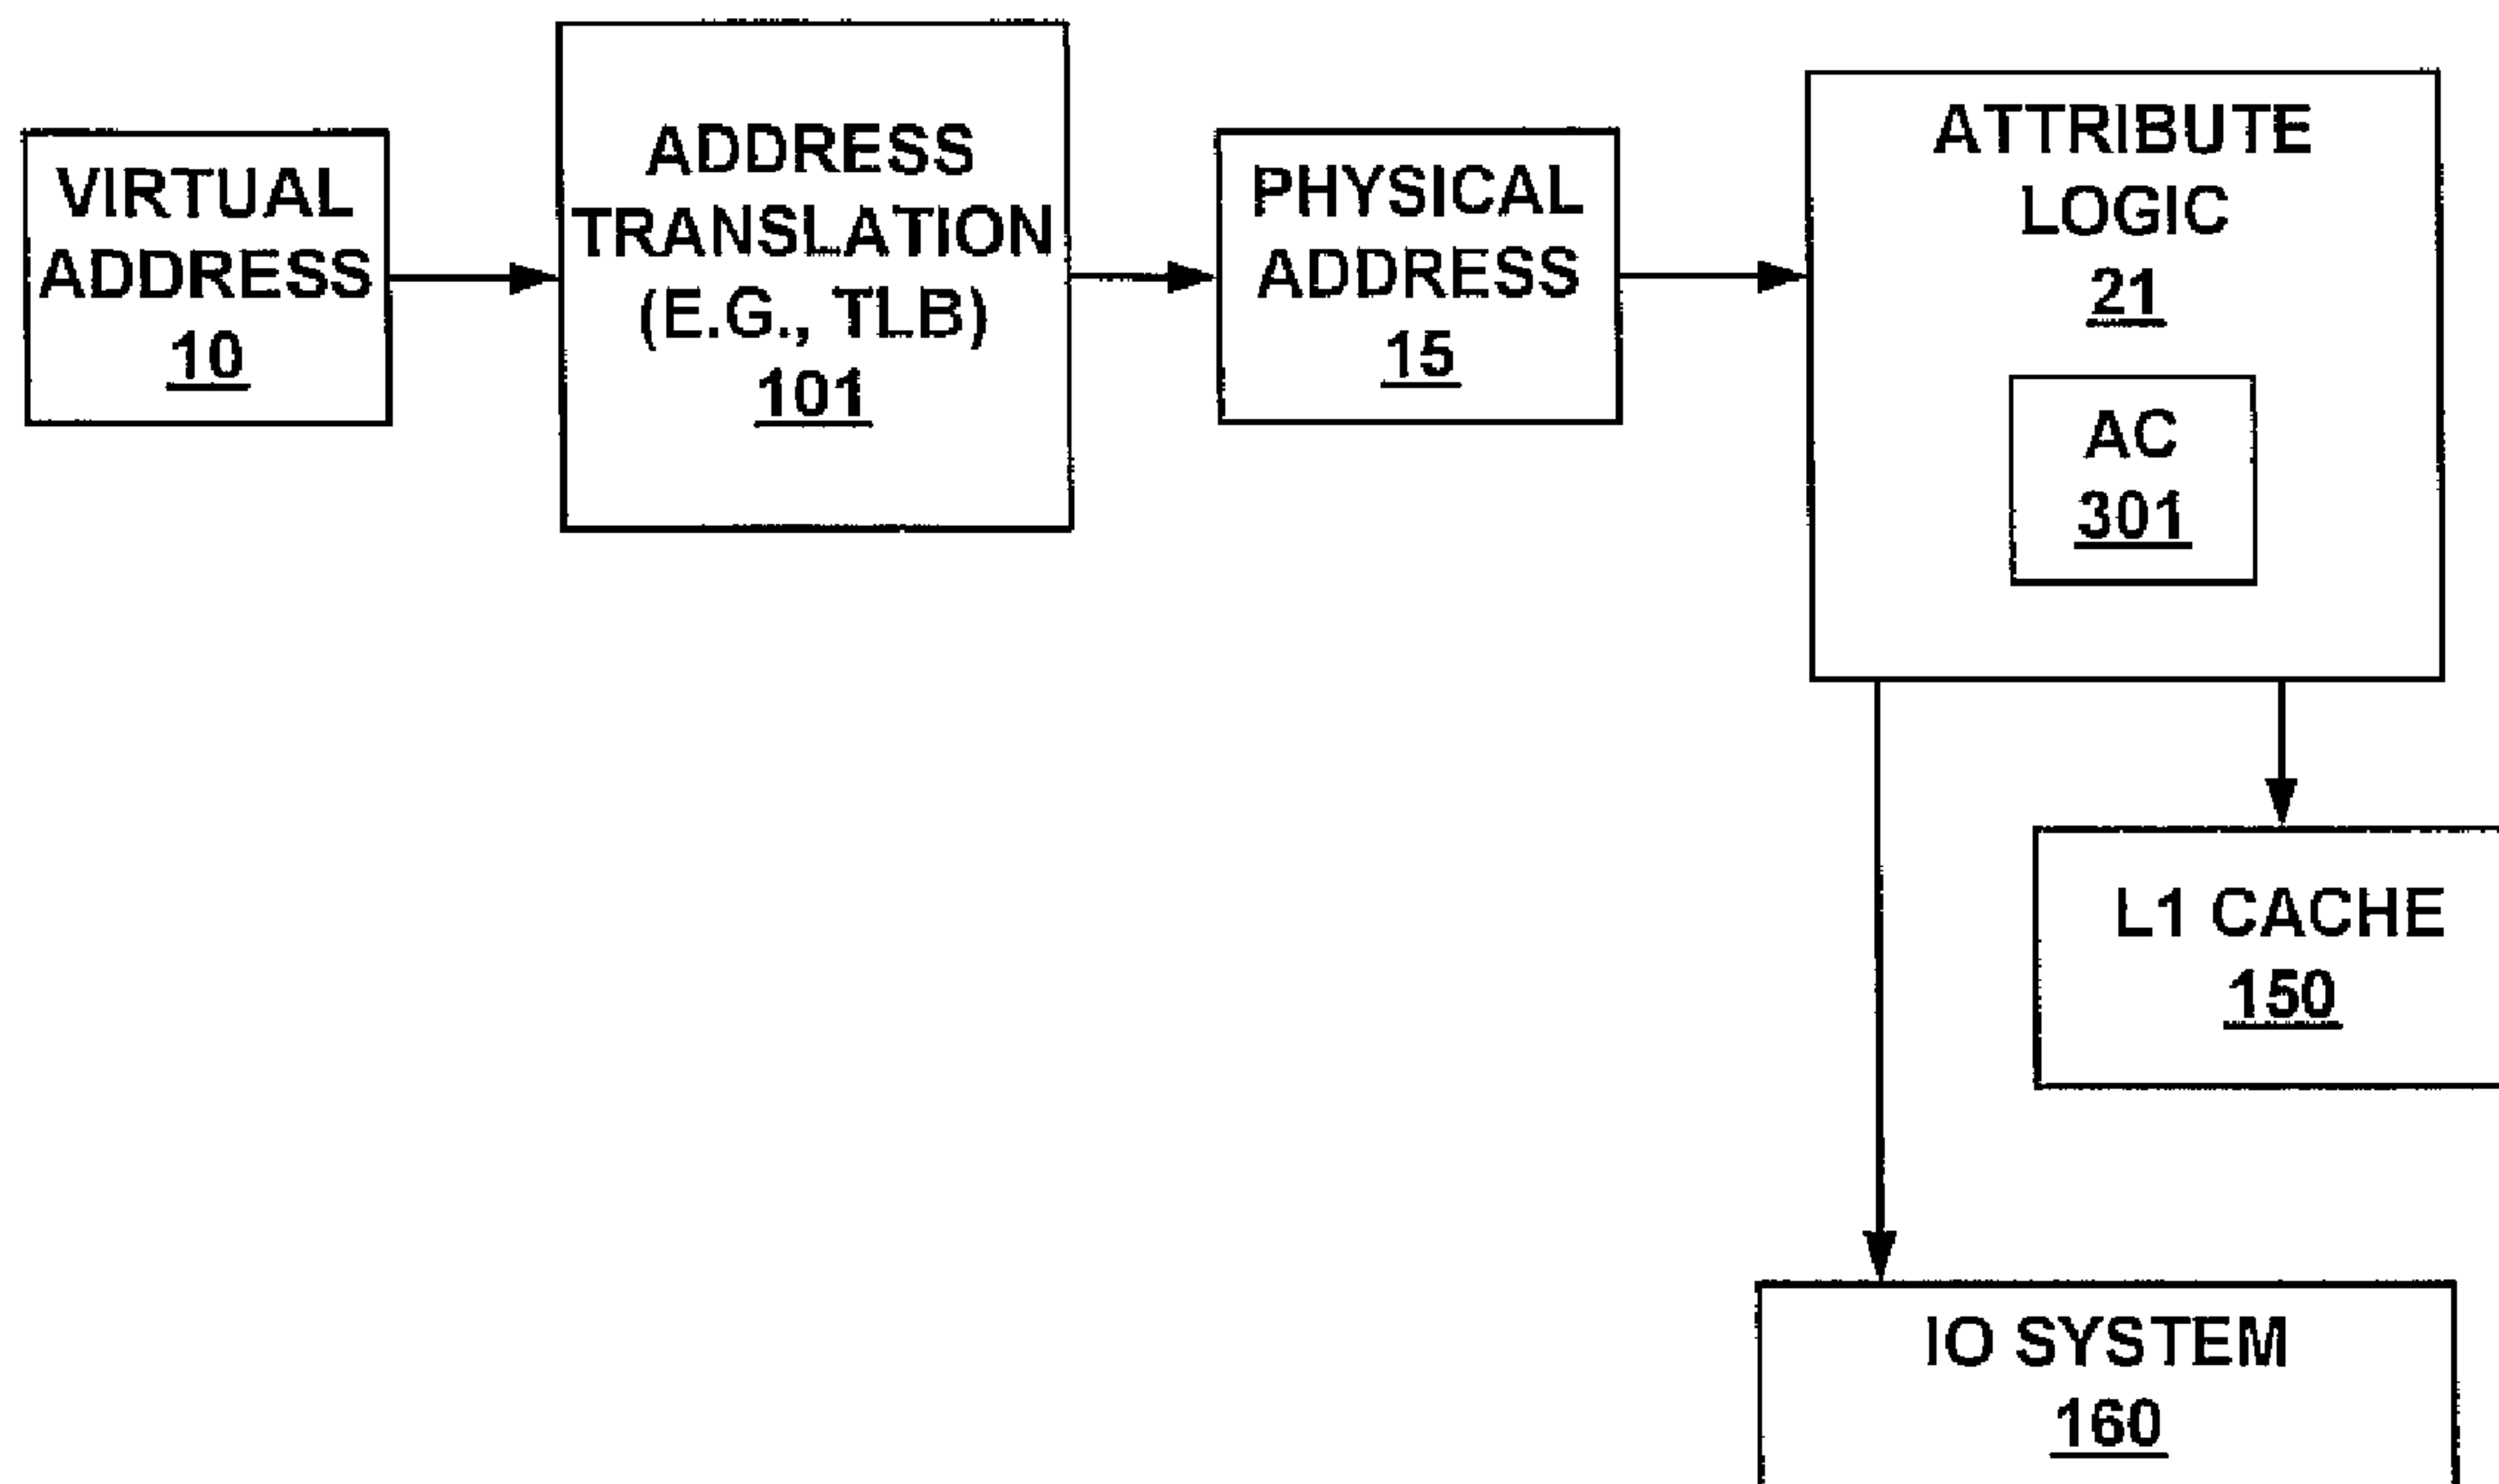 VIRTUAL
ADDRESS
10
ADDRESS
TRANSLATION
(E.G., TLB)
101
PHYSICAL
ADDRESS
15
ATTRIBUTE
LOGIC
21
AC
301
L1 CACHE
150
IO SYSTEM
160